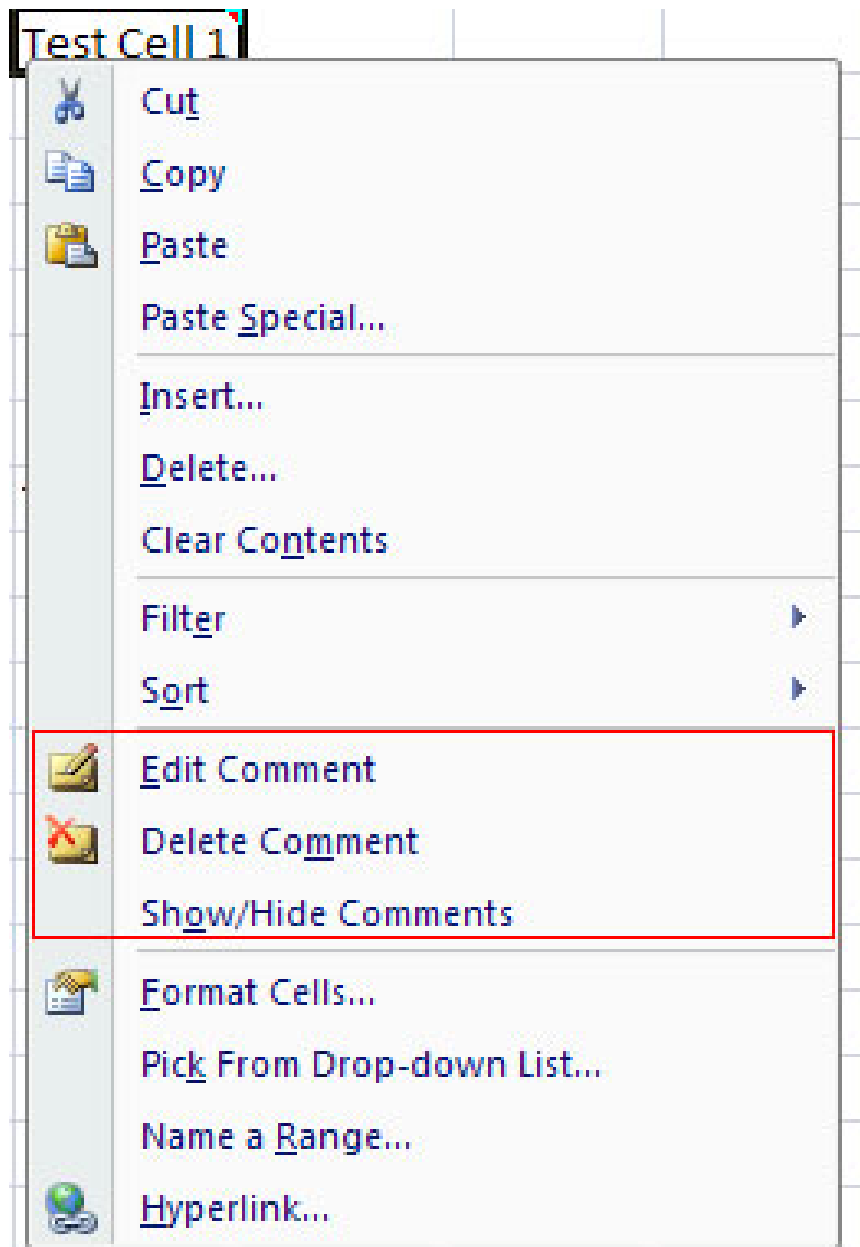 Test Cell 1
Cut
Copy
Paste
Paste Special...
Insert...
Delete...
Clear Contents
Filter
Sort
Edit Comment
Delete Comment
Show/Hide Comments
Format Cells...
Pick From Drop-down List...
Name a Range...
Hyperlink...